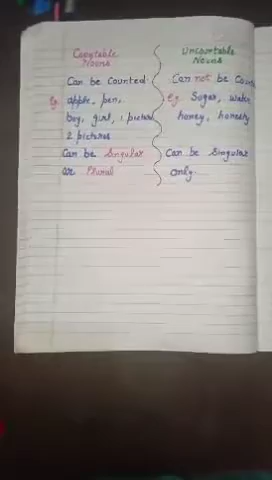 Countable
Nouns
Can be Counted
Eg. apple, pen,
boy, girl, 1 picture
2 pictures
Can be Singular
or Plural
Uncountable
Nouns
Can not be
Eg. Sugar, water
honey, honesty
Can be Singular
only.